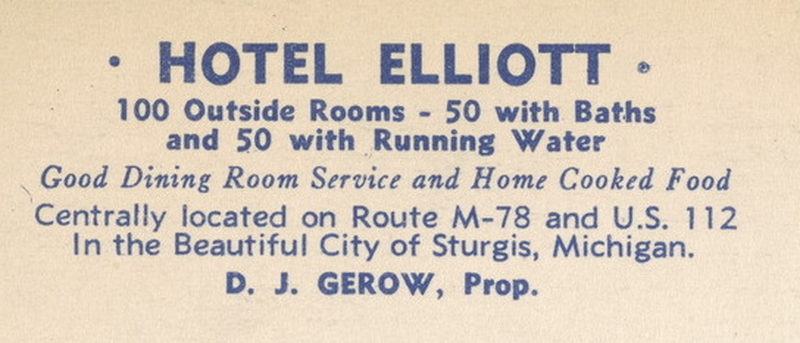 · HOTEL ELLIOTT ·
100 Outside Rooms - 50 with Baths
and 50 with Running Water
Good Dining Room Service and Home Cooked Food
Centrally located on Route M-78 and U.S. 112
In the Beautiful City of Sturgis, Michigan.
D. J. GEROW, Prop.